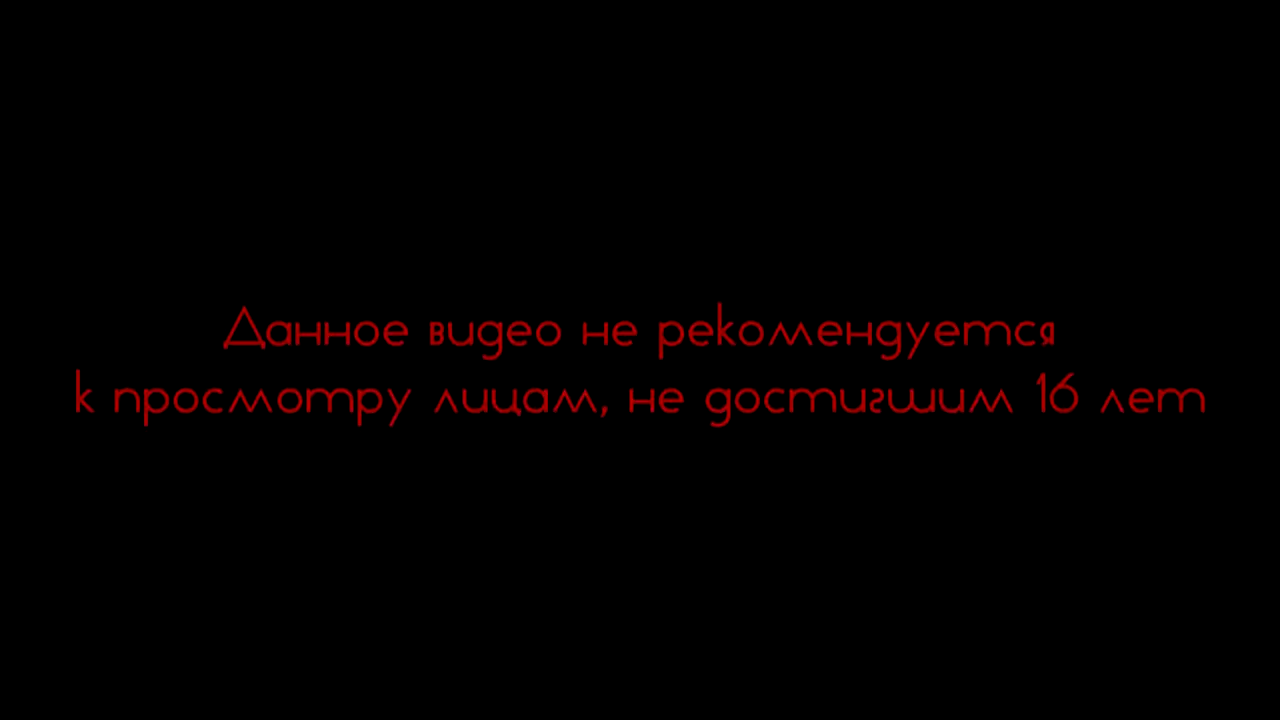 Данное видео не рекомендуется
к просмотру лицам, не достигшим 16 лет